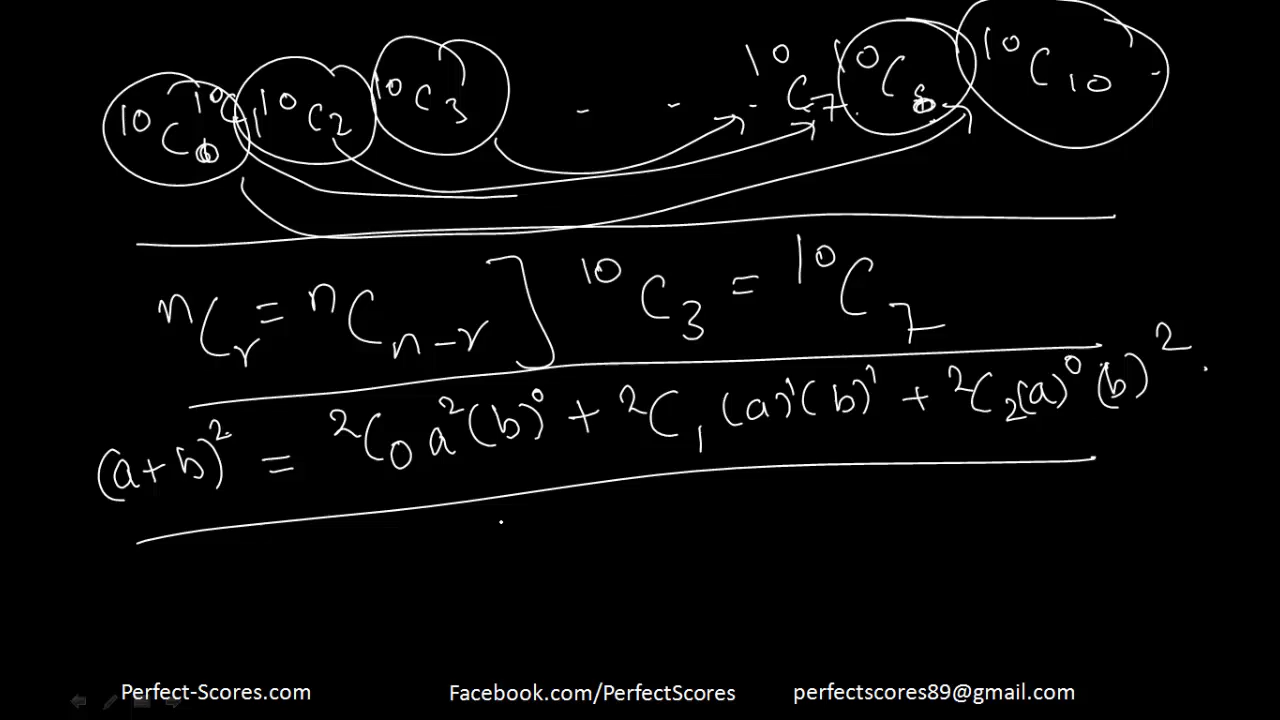 ¹⁰C₀ ¹⁰C₁ ¹⁰C₂ ¹⁰C₃ - - - ¹⁰C₇ ¹⁰C₈ ¹⁰C₁₀
ⁿCᵣ = ⁿCₙ₋ᵣ ] ¹⁰C₃ = ¹⁰C₇
(a+b)² = ²C₀ a²(b)⁰ + ²C₁ (a)¹(b)¹ + ²C₂(a)⁰(b)².
Perfect-Scores.com Facebook.com/PerfectScores perfectscores89@gmail.com